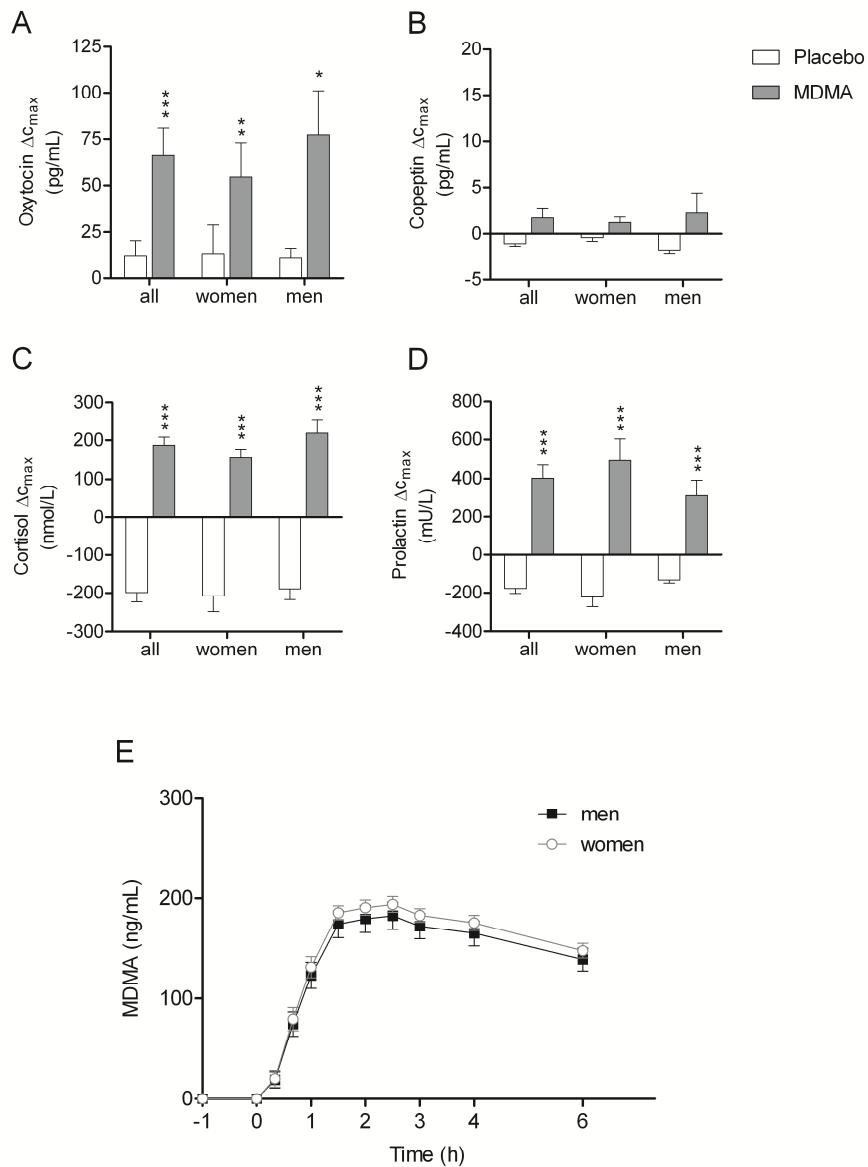 A
Oxytocin Δcmax
(pg/mL)
125
100
75
50
25
0
***
**
*
all women men
B
Copeptin Δcmax
(pg/mL)
20
15
10
5
0
-5
all women men
Placebo
MDMA
C
Cortisol Δcmax
(nmol/L)
300
200
100
0
-100
-200
-300
***
***
***
all women men
D
Prolactin Δcmax
(mU/L)
800
600
400
200
0
-200
-400
***
***
***
all women men
E
MDMA (ng/mL)
300
200
100
0
men
women
-1 0 1 2 3 4 6
Time (h)